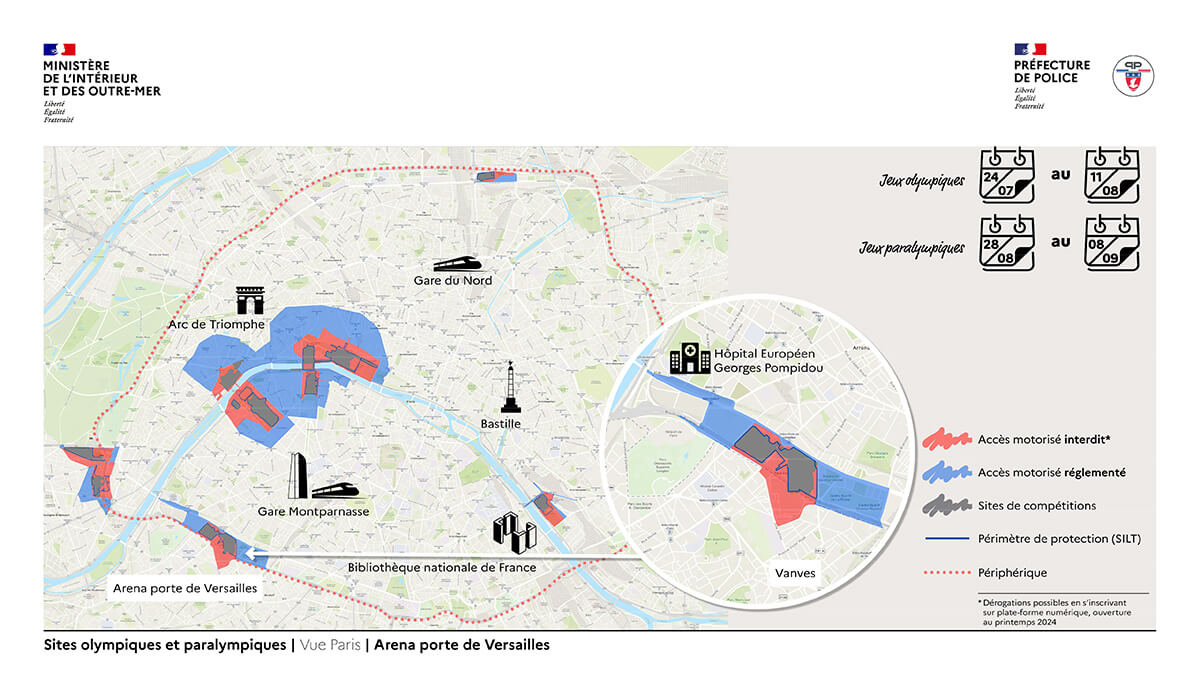 MINISTÈRE
DE L'INTÉRIEUR
ET DES OUTRE-MER
Liberté
Égalité
Fraternité
PRÉFECTURE
DE POLICE
Liberté
Égalité
Fraternité
PP
Jeux olympiques
24
07
au
11
08
Jeux paralympiques
28
08
au
08
09
Gare du Nord
Arc de Triomphe
Bastille
Gare Montparnasse
Bibliothèque nationale de France
Arena porte de Versailles
Hôpital Européen
Georges Pompidou
Vanves
Accès motorisé interdit*
Accès motorisé réglementé
Sites de compétitions
Périmètre de protection (SILT)
Périphérique
* Dérogations possibles en s'inscrivant
sur plate-forme numérique, ouverture
au printemps 2024
Sites olympiques et paralympiques | Vue Paris | Arena porte de Versailles